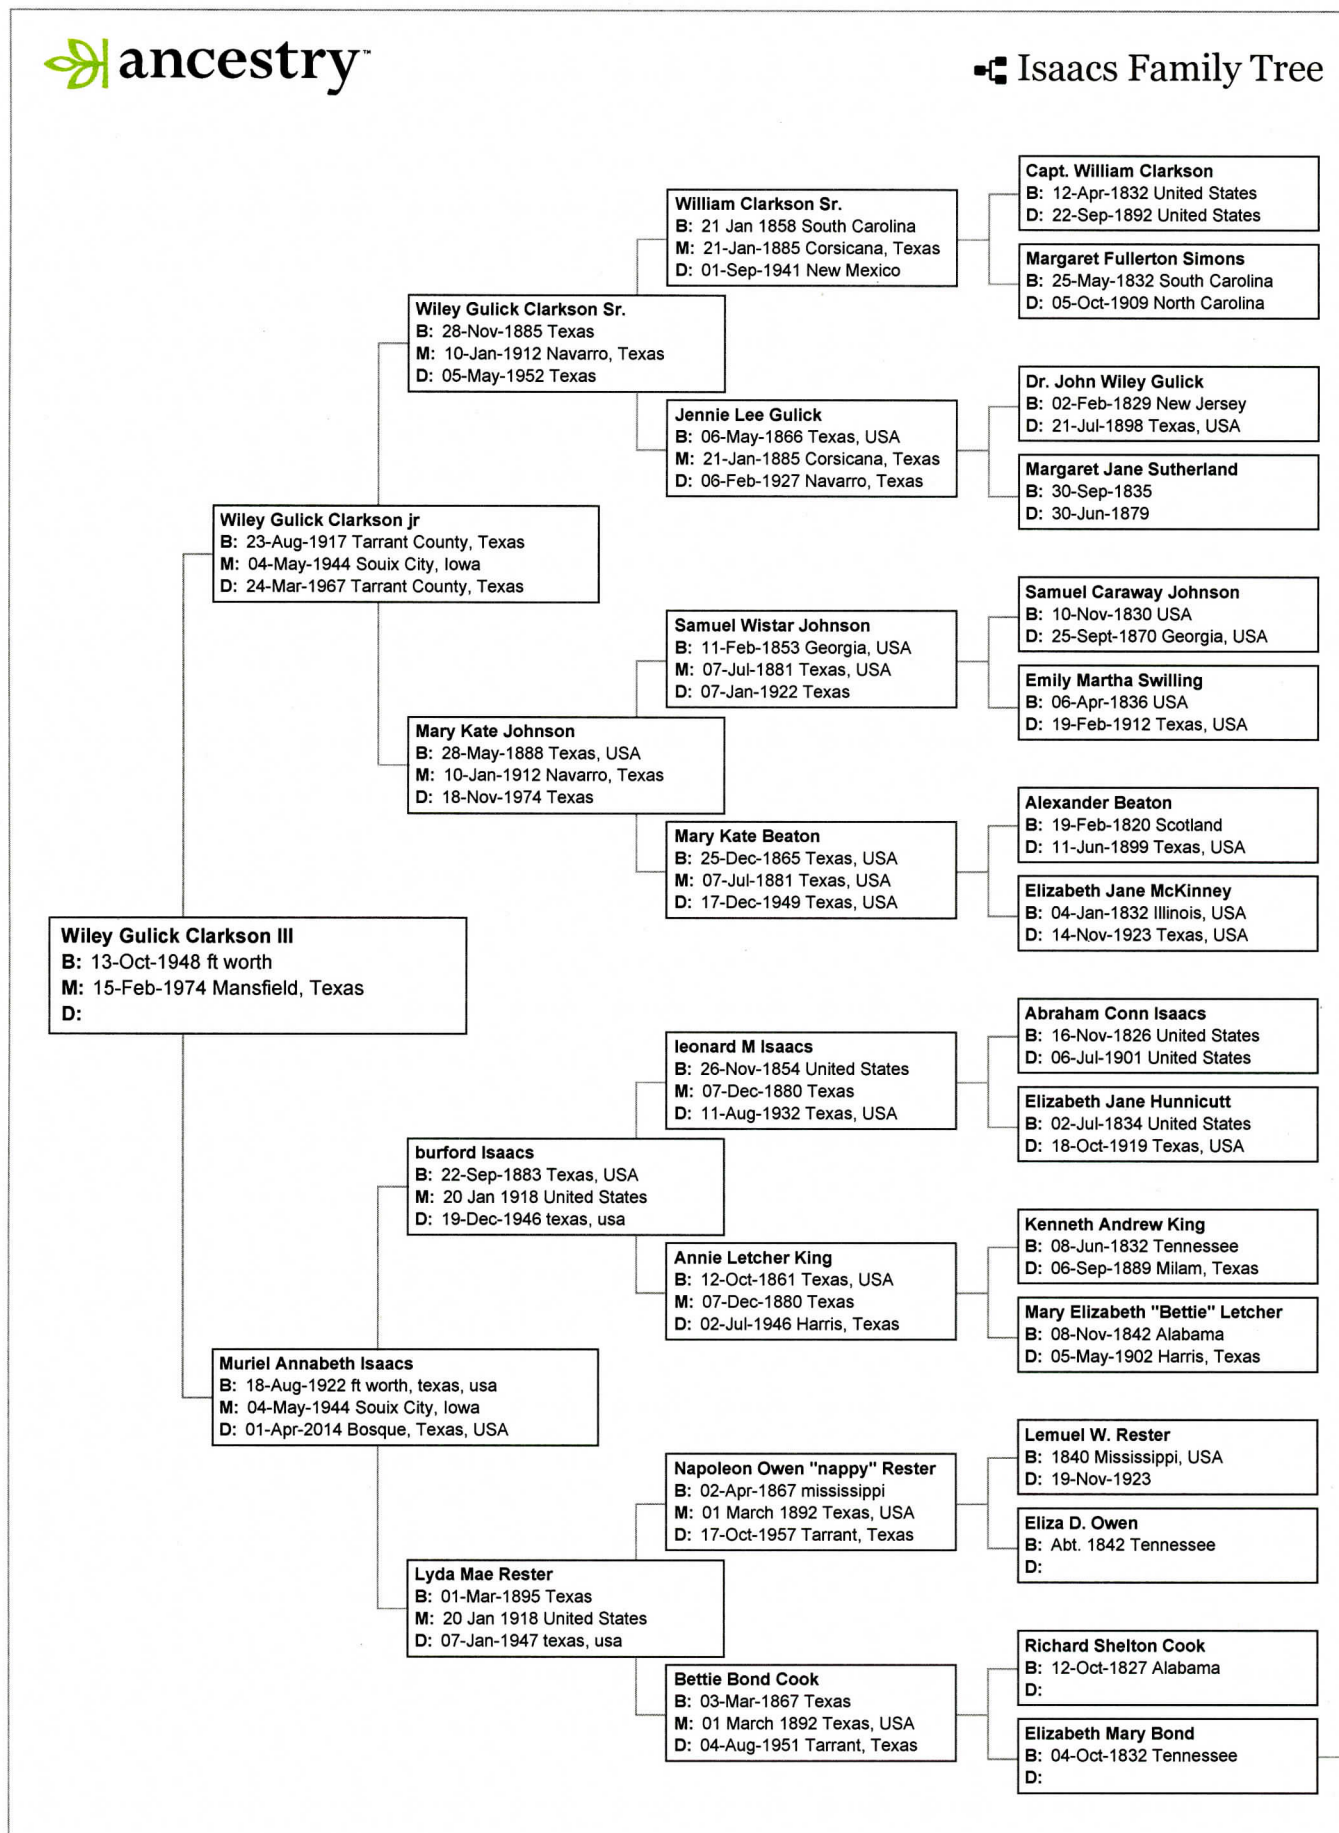 ancestry™
Isaacs Family Tree
Capt. William Clarkson
B: 12-Apr-1832 United States
D: 22-Sep-1892 United States
William Clarkson Sr.
B: 21 Jan 1858 South Carolina
M: 21-Jan-1885 Corsicana, Texas
D: 01-Sep-1941 New Mexico
Margaret Fullerton Simons
B: 25-May-1832 South Carolina
D: 05-Oct-1909 North Carolina
Wiley Gulick Clarkson Sr.
B: 28-Nov-1885 Texas
M: 10-Jan-1912 Navarro, Texas
D: 05-May-1952 Texas
Dr. John Wiley Gulick
B: 02-Feb-1829 New Jersey
D: 21-Jul-1898 Texas, USA
Jennie Lee Gulick
B: 06-May-1866 Texas, USA
M: 21-Jan-1885 Corsicana, Texas
D: 06-Feb-1927 Navarro, Texas
Margaret Jane Sutherland
B: 30-Sep-1835
D: 30-Jun-1879
Wiley Gulick Clarkson jr
B: 23-Aug-1917 Tarrant County, Texas
M: 04-May-1944 Souix City, Iowa
D: 24-Mar-1967 Tarrant County, Texas
Samuel Caraway Johnson
B: 10-Nov-1830 USA
D: 25-Sept-1870 Georgia, USA
Samuel Wistar Johnson
B: 11-Feb-1853 Georgia, USA
M: 07-Jul-1881 Texas, USA
D: 07-Jan-1922 Texas
Emily Martha Swilling
B: 06-Apr-1836 USA
D: 19-Feb-1912 Texas, USA
Mary Kate Johnson
B: 28-May-1888 Texas, USA
M: 10-Jan-1912 Navarro, Texas
D: 18-Nov-1974 Texas
Alexander Beaton
B: 19-Feb-1820 Scotland
D: 11-Jun-1899 Texas, USA
Mary Kate Beaton
B: 25-Dec-1865 Texas, USA
M: 07-Jul-1881 Texas, USA
D: 17-Dec-1949 Texas, USA
Elizabeth Jane McKinney
B: 04-Jan-1832 Illinois, USA
D: 14-Nov-1923 Texas, USA
Wiley Gulick Clarkson III
B: 13-Oct-1948 ft worth
M: 15-Feb-1974 Mansfield, Texas
D:
Abraham Conn Isaacs
B: 16-Nov-1826 United States
D: 06-Jul-1901 United States
leonard M Isaacs
B: 26-Nov-1854 United States
M: 07-Dec-1880 Texas
D: 11-Aug-1932 Texas, USA
Elizabeth Jane Hunnicutt
B: 02-Jul-1834 United States
D: 18-Oct-1919 Texas, USA
burford Isaacs
B: 22-Sep-1883 Texas, USA
M: 20 Jan 1918 United States
D: 19-Dec-1946 texas, usa
Kenneth Andrew King
B: 08-Jun-1832 Tennessee
D: 06-Sep-1889 Milam, Texas
Annie Letcher King
B: 12-Oct-1861 Texas, USA
M: 07-Dec-1880 Texas
D: 02-Jul-1946 Harris, Texas
Mary Elizabeth "Bettie" Letcher
B: 08-Nov-1842 Alabama
D: 05-May-1902 Harris, Texas
Muriel Annabeth Isaacs
B: 18-Aug-1922 ft worth, texas, usa
M: 04-May-1944 Souix City, Iowa
D: 01-Apr-2014 Bosque, Texas, USA
Lemuel W. Rester
B: 1840 Mississippi, USA
D: 19-Nov-1923
Napoleon Owen "nappy" Rester
B: 02-Apr-1867 mississippi
M: 01 March 1892 Texas, USA
D: 17-Oct-1957 Tarrant, Texas
Eliza D. Owen
B: Abt. 1842 Tennessee
D:
Lyda Mae Rester
B: 01-Mar-1895 Texas
M: 20 Jan 1918 United States
D: 07-Jan-1947 texas, usa
Richard Shelton Cook
B: 12-Oct-1827 Alabama
D:
Bettie Bond Cook
B: 03-Mar-1867 Texas
M: 01 March 1892 Texas, USA
D: 04-Aug-1951 Tarrant, Texas
Elizabeth Mary Bond
B: 04-Oct-1832 Tennessee
D: